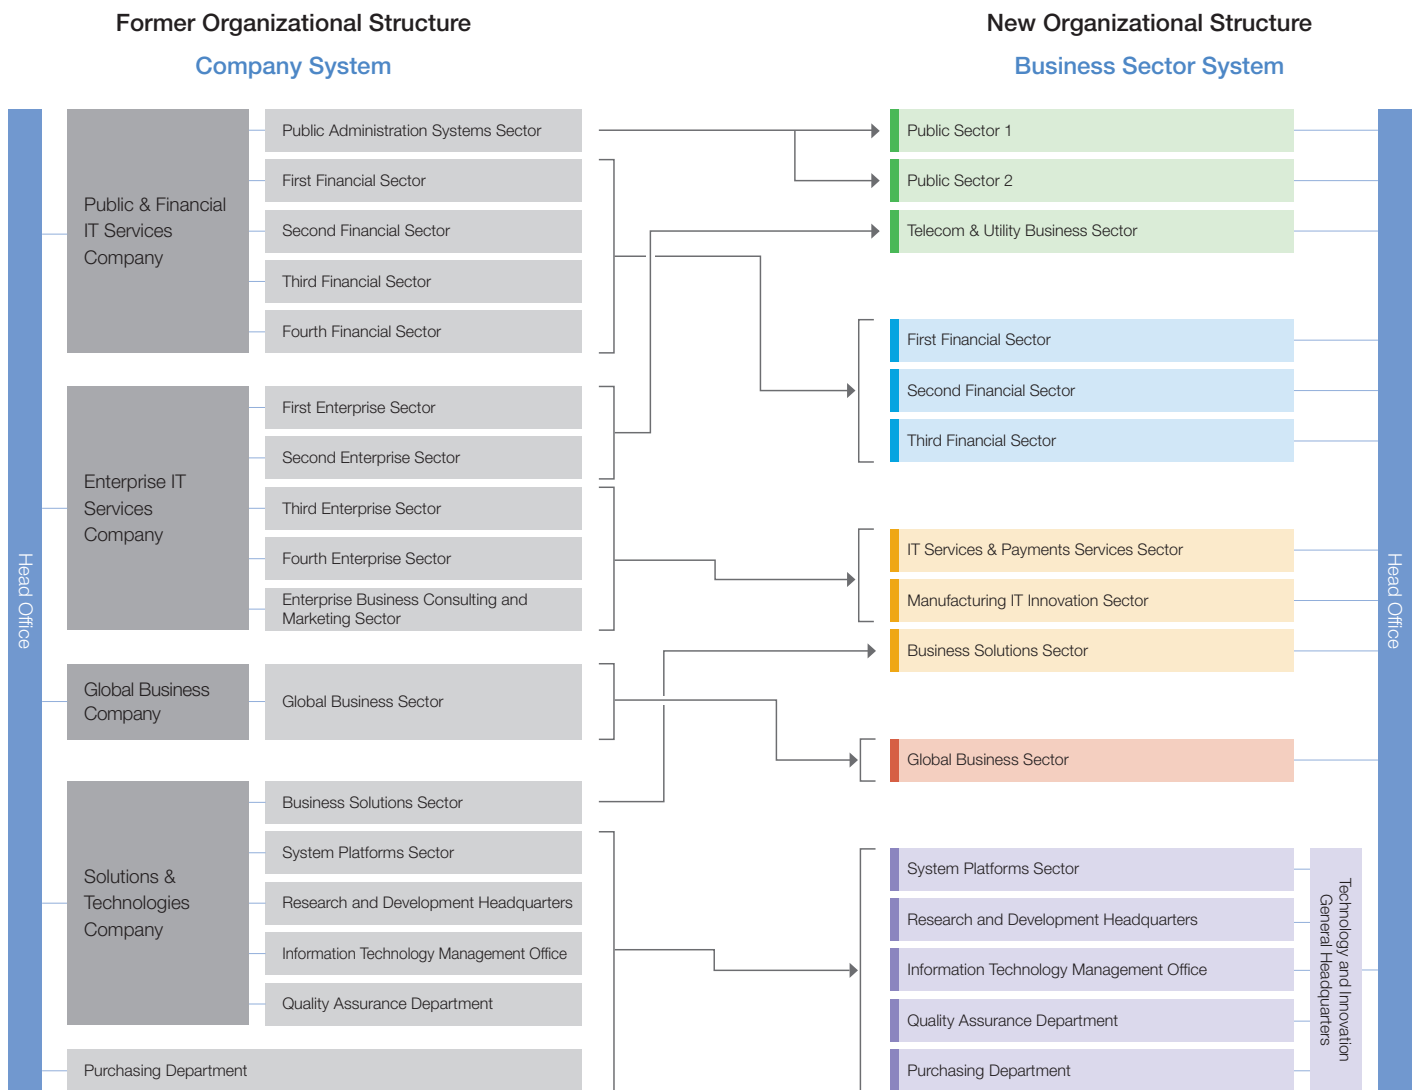 Former Organizational Structure
Company System
Head Office
Public & Financial
IT Services
Company
Public Administration Systems Sector
First Financial Sector
Second Financial Sector
Third Financial Sector
Fourth Financial Sector
Enterprise IT
Services
Company
First Enterprise Sector
Second Enterprise Sector
Third Enterprise Sector
Fourth Enterprise Sector
Enterprise Business Consulting and
Marketing Sector
Global Business
Company
Global Business Sector
Solutions &
Technologies
Company
Business Solutions Sector
System Platforms Sector
Research and Development Headquarters
Information Technology Management Office
Quality Assurance Department
Purchasing Department
New Organizational Structure
Business Sector System
Public Sector 1
Public Sector 2
Telecom & Utility Business Sector
First Financial Sector
Second Financial Sector
Third Financial Sector
IT Services & Payments Services Sector
Manufacturing IT Innovation Sector
Business Solutions Sector
Global Business Sector
System Platforms Sector
Research and Development Headquarters
Information Technology Management Office
Quality Assurance Department
Purchasing Department
Technology and Innovation
General Headquarters
Head Office